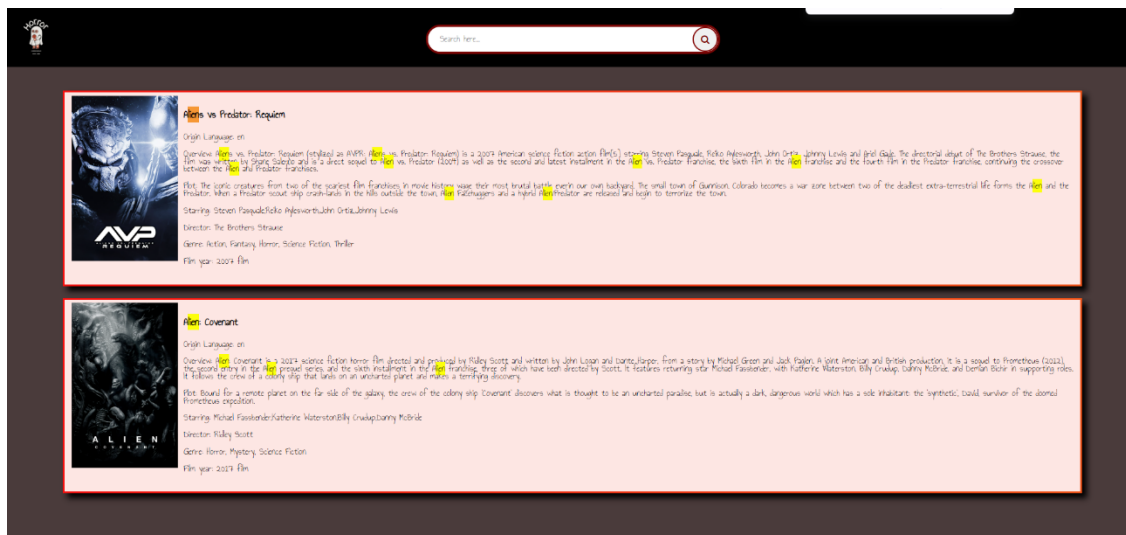 Horror
Search here...
Aliens vs Predator: Requiem
Origin Language: en
Overview: Aliens vs. Predator: Requiem (stylized as AVPR: Aliens vs. Predator: Requiem) is a 2007 American science fiction action film[s] starring Steven Pasquale, Reiko Aylesworth, John Ortiz, Johnny Lewis and Ariel Gade. The directorial debut of The Brothers Strause, the
film was written by Shane Salerno and is a direct sequel to Alien vs. Predator (2004) as well as the second and latest installment in the Alien vs. Predator franchise, the sixth film in the Alien franchise and the fourth film in the Predator franchise, continuing the crossover
between the Alien and Predator franchises.
Plot: The iconic creatures from two of the scariest film franchises in movie history wage their most brutal battle ever—in our own backyard. The small town of Gunnison, Colorado becomes a war zone between two of the deadliest extra-terrestrial life forms the Alien and the
Predator. When a Predator scout ship crash-lands in the hills outside the town, Alien Facehuggers and a hybrid Alien/Predator are released and begin to terrorize the town.
Starring: Steven Pasquale,Reiko Aylesworth,John Ortiz,Johnny Lewis
Director: The Brothers Strause
Genre: Action, Fantasy, Horror, Science Fiction, Thriller
Film year: 2007 film
AVP
REQUIEM
Alien: Covenant
Origin Language: en
Overview: Alien: Covenant is a 2017 science fiction horror film directed and produced by Ridley Scott and written by John Logan and Dante Harper, from a story by Michael Green and Jack Paglen. A joint American and British production, it is a sequel to Prometheus (2012),
the second entry in the Alien prequel series, and the sixth installment in the Alien franchise, three of which have been directed by Scott. It features returning star Michael Fassbender, with Katherine Waterston, Billy Crudup, Danny McBride, and Demián Bichir in supporting roles.
It follows the crew of a colony ship that lands on an uncharted planet and makes a terrifying discovery.
Plot: Bound for a remote planet on the far side of the galaxy, the crew of the colony ship 'Covenant' discovers what is thought to be an uncharted paradise, but is actually a dark, dangerous world which has a sole inhabitant: the 'synthetic', David, survivor of the doomed
Prometheus expedition.
Starring: Michael Fassbender,Katherine Waterston,Billy Crudup,Danny McBride
Director: Ridley Scott
Genre: Horror, Mystery, Science Fiction
Film year: 2017 film
ALIEN
COVENANT